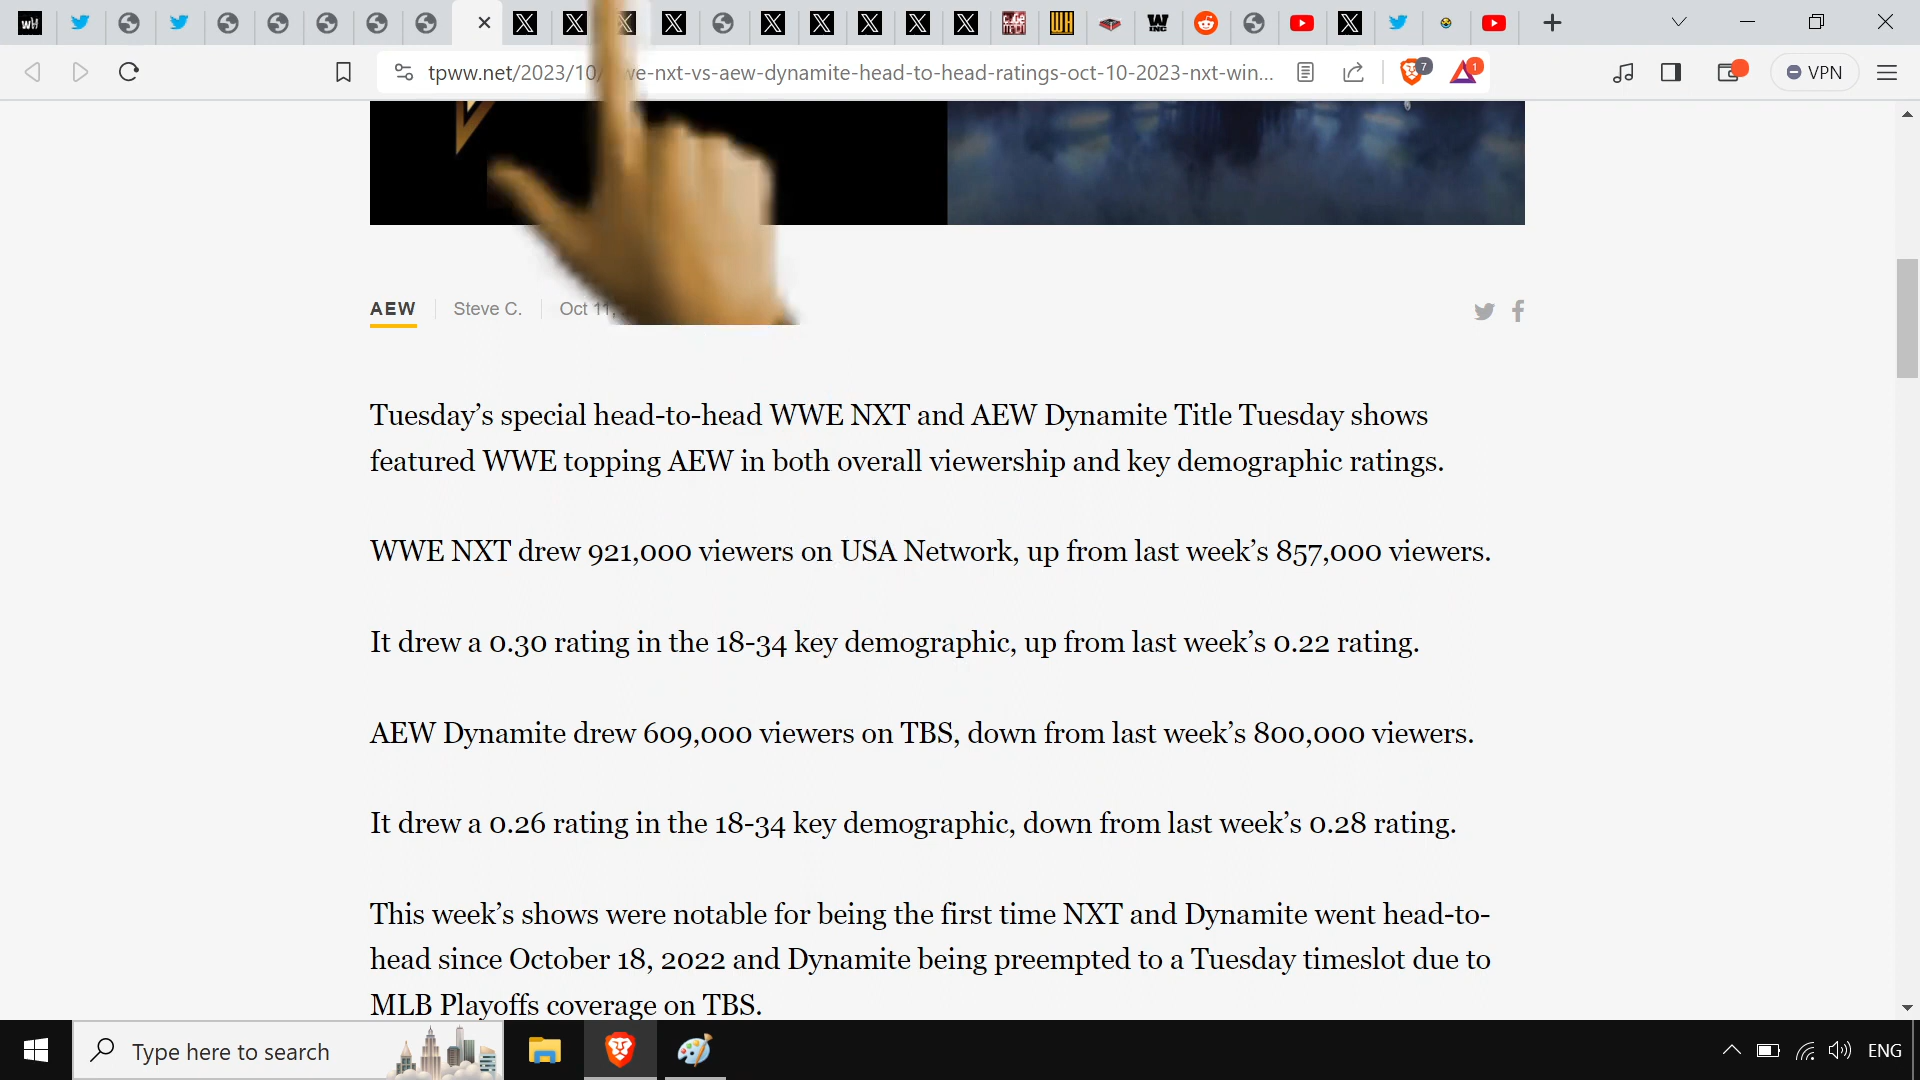 tpww.net/2023/10/ we-nxt-vs-aew-dynamite-head-to-head-ratings-oct-10-2023-nxt-win...
7
1
VPN
AEW
Steve C.
Oct 11,
Tuesday’s special head-to-head WWE NXT and AEW Dynamite Title Tuesday shows
featured WWE topping AEW in both overall viewership and key demographic ratings.
WWE NXT drew 921,000 viewers on USA Network, up from last week’s 857,000 viewers.
It drew a 0.30 rating in the 18-34 key demographic, up from last week’s 0.22 rating.
AEW Dynamite drew 609,000 viewers on TBS, down from last week’s 800,000 viewers.
It drew a 0.26 rating in the 18-34 key demographic, down from last week’s 0.28 rating.
This week’s shows were notable for being the first time NXT and Dynamite went head-to-
head since October 18, 2022 and Dynamite being preempted to a Tuesday timeslot due to
MLB Playoffs coverage on TBS.
Type here to search
ENG